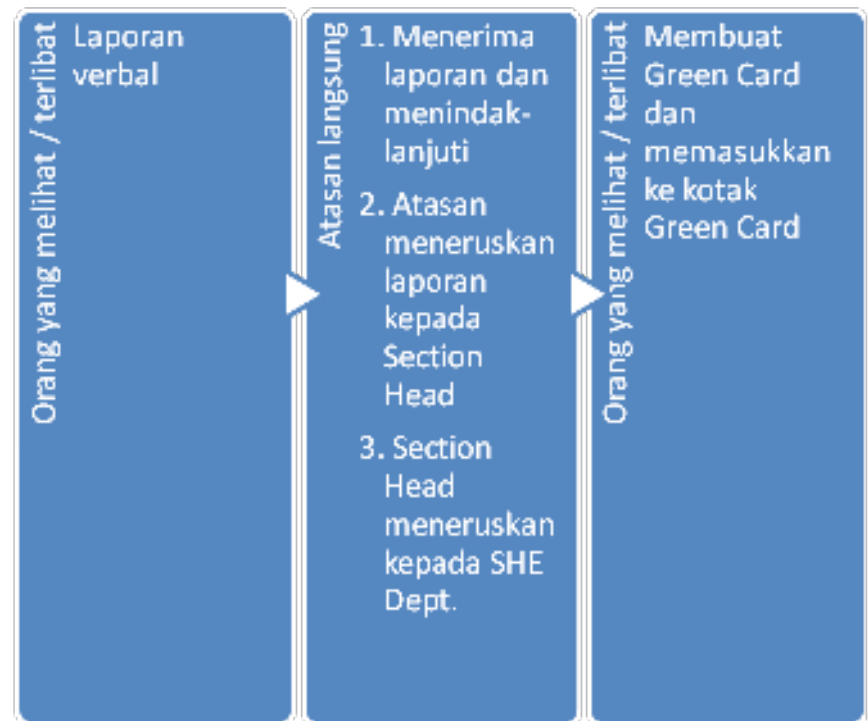 Orang yang melihat / terlibat
Laporan
verbal
Atasan langsung
1. Menerima
laporan dan
menindak-
lanjuti
2. Atasan
meneruskan
laporan
kepada
Section
Head
3. Section
Head
meneruskan
kepada SHE
Dept.
Orang yang melihat / terlibat
Membuat
Green Card
dan
memasukkan
ke kotak
Green Card